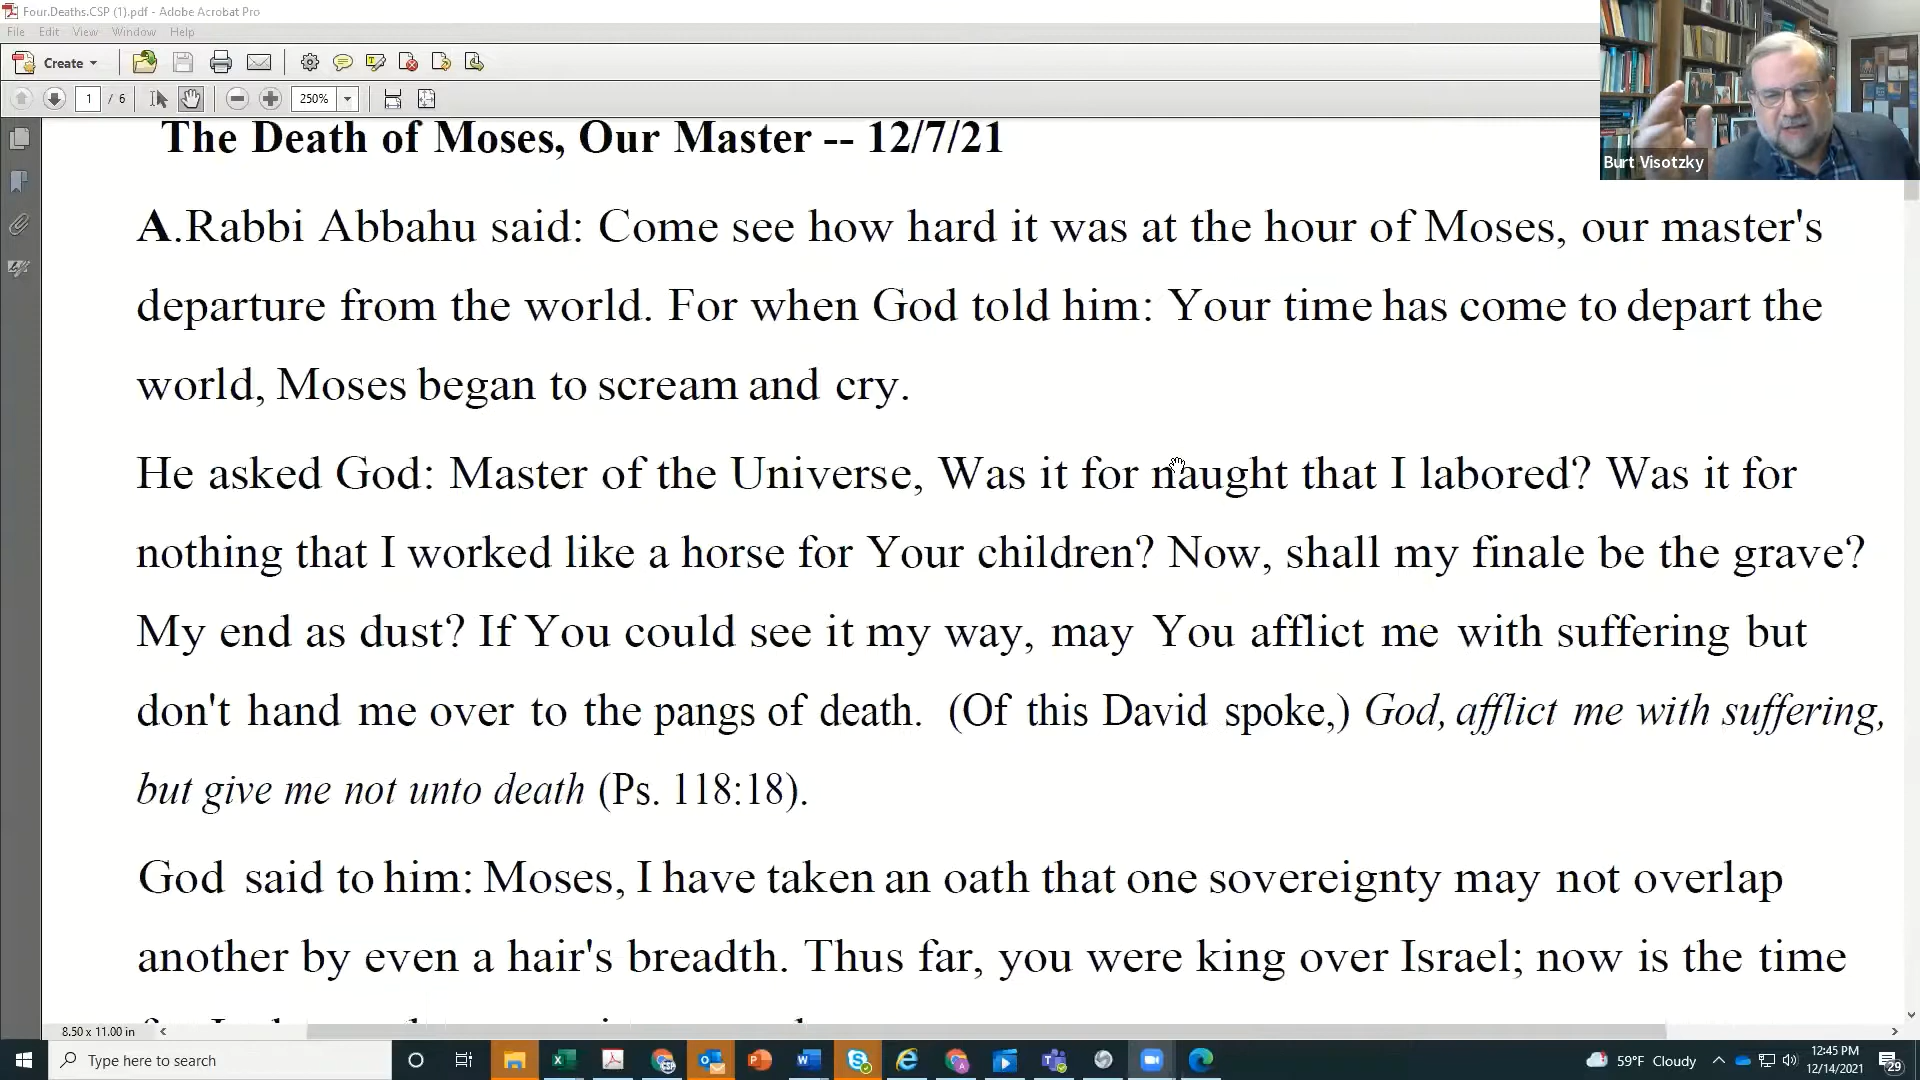 Four.Deaths.CSP (1).pdf - Adobe Acrobat Pro
File Edit View Window Help
Create
1 / 6 250%
Burt Visotzky
The Death of Moses, Our Master -- 12/7/21
A.Rabbi Abbahu said: Come see how hard it was at the hour of Moses, our master's
departure from the world. For when God told him: Your time has come to depart the
world, Moses began to scream and cry.
He asked God: Master of the Universe, Was it for naught that I labored? Was it for
nothing that I worked like a horse for Your children? Now, shall my finale be the grave?
My end as dust? If You could see it my way, may You afflict me with suffering but
don't hand me over to the pangs of death. (Of this David spoke,) God, afflict me with suffering,
but give me not unto death (Ps. 118:18).
God said to him: Moses, I have taken an oath that one sovereignty may not overlap
another by even a hair's breadth. Thus far, you were king over Israel; now is the time
8.50 x 11.00 in
Type here to search
59°F Cloudy
12:45 PM
12/14/2021
29